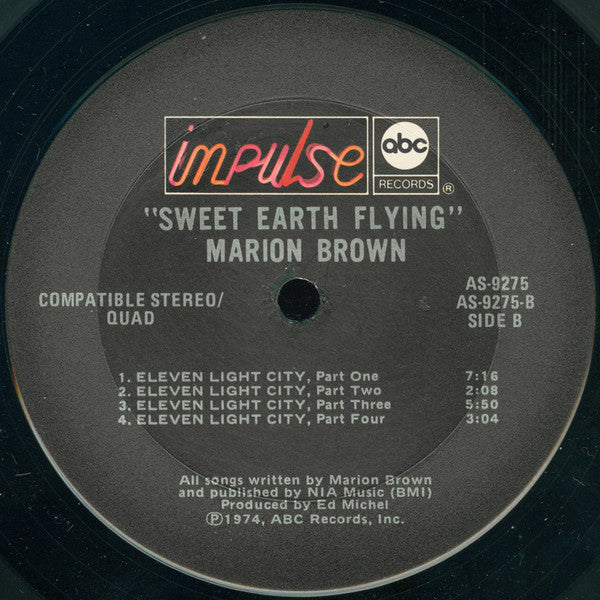 impulse
abc
RECORDS ®
"SWEET EARTH FLYING"
MARION BROWN
COMPATIBLE STEREO/
QUAD
AS-9275
AS-9275-B
SIDE B
1. ELEVEN LIGHT CITY, Part One 7:16
2. ELEVEN LIGHT CITY, Part Two 2:08
3. ELEVEN LIGHT CITY, Part Three 5:50
4. ELEVEN LIGHT CITY, Part Four 3:04
All songs written by Marion Brown
and published by NIA Music (BMI)
Produced by Ed Michel
Ⓟ1974, ABC Records, Inc.